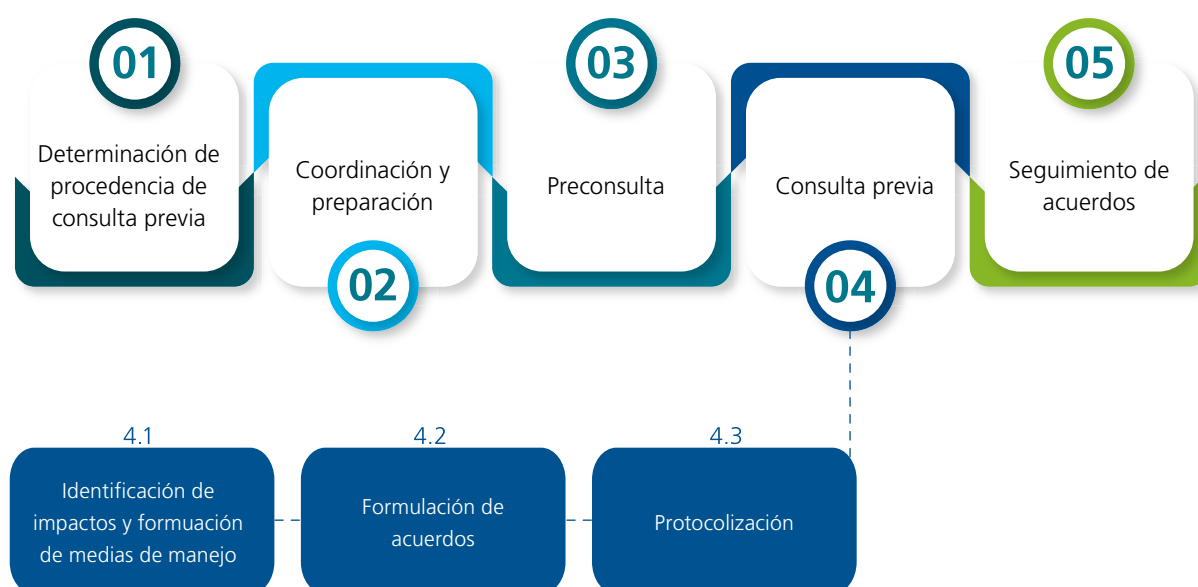 01
Determinación de
procedencia de
consulta previa
Coordinación y
preparación
02
03
Preconsulta
Consulta previa
04
05
Seguimiento de
acuerdos
4.1
Identificación de
impactos y formuación
de medias de manejo
4.2
Formulación de
acuerdos
4.3
Protocolización